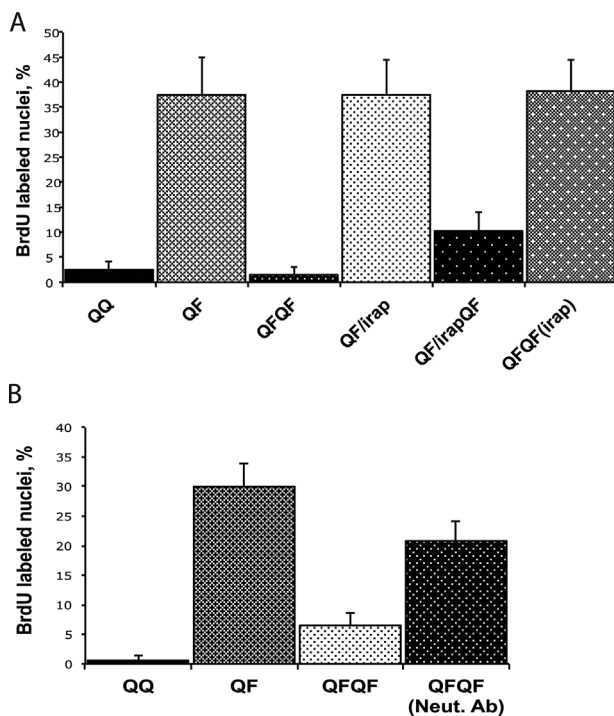 A
BrdU labeled nuclei, %
50
45
40
35
30
25
20
15
10
5
0
QQ
QF
QFQF
QF/irap
QF/irapQF
QFQF(irap)
B
BrdU labeled nuclei, %
40
35
30
25
20
15
10
5
0
QQ
QF
QFQF
QFQF
(Neut. Ab)